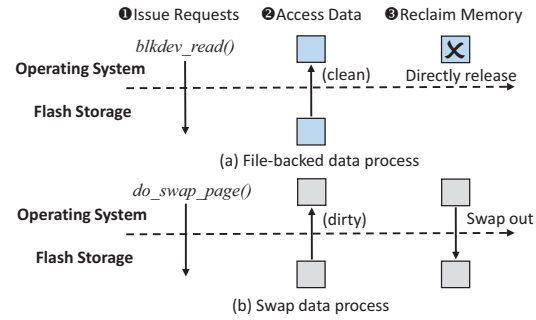 ❶Issue Requests ❷Access Data ❸Reclaim Memory
blkdev_read()
(clean)
Operating System
Directly release
Flash Storage
(a) File-backed data process
do_swap_page()
Operating System
(dirty)
Swap out
Flash Storage
(b) Swap data process